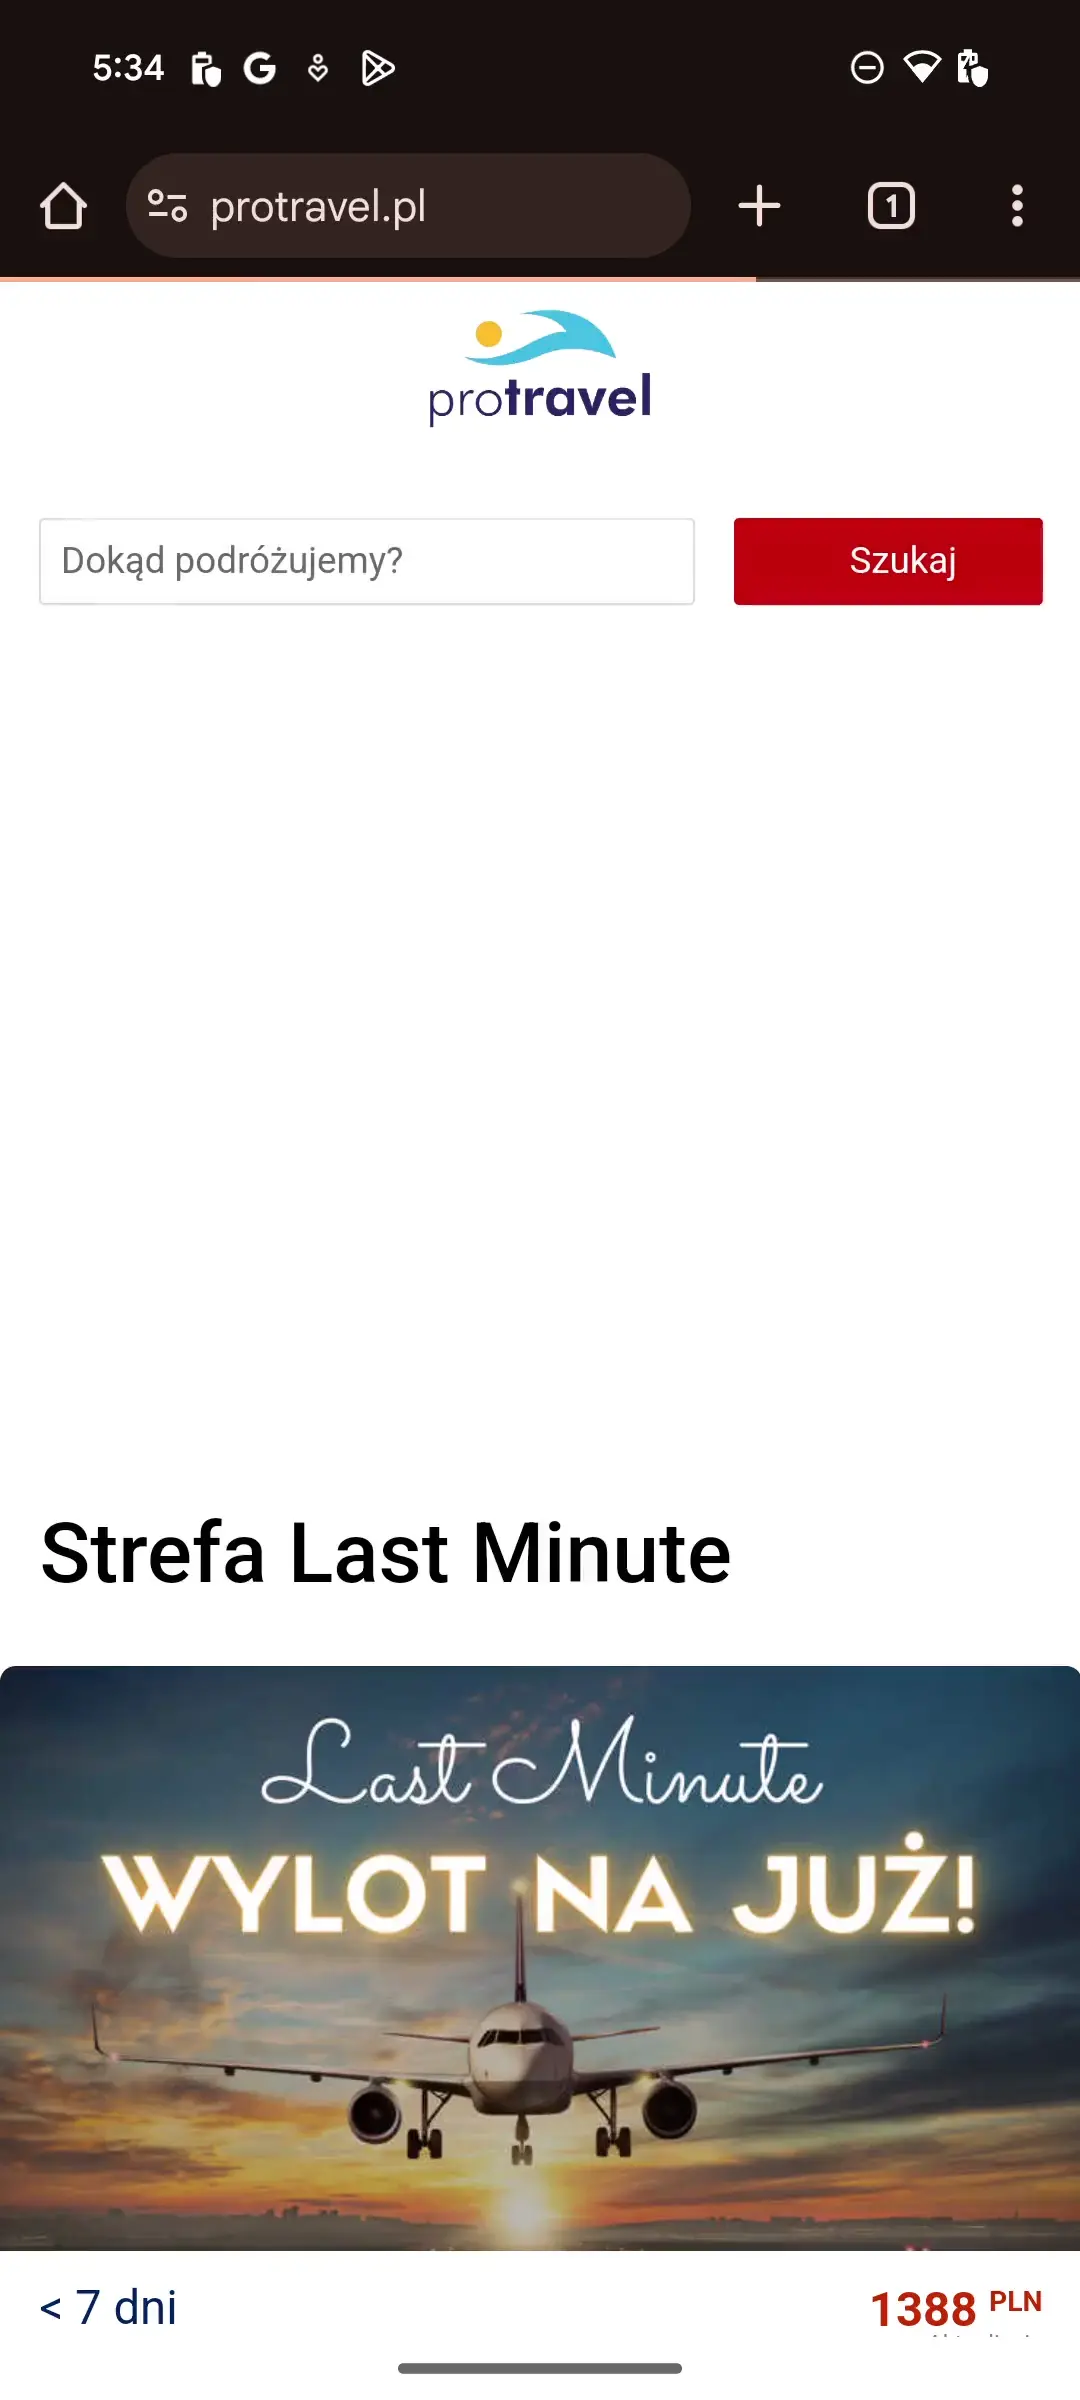 5:34
protravel.pl
1
protravel
Dokąd podróżujemy?
Szukaj
Strefa Last Minute
Last Minute
WYLOT NA JUŻ!
< 7 dni
1388 PLN